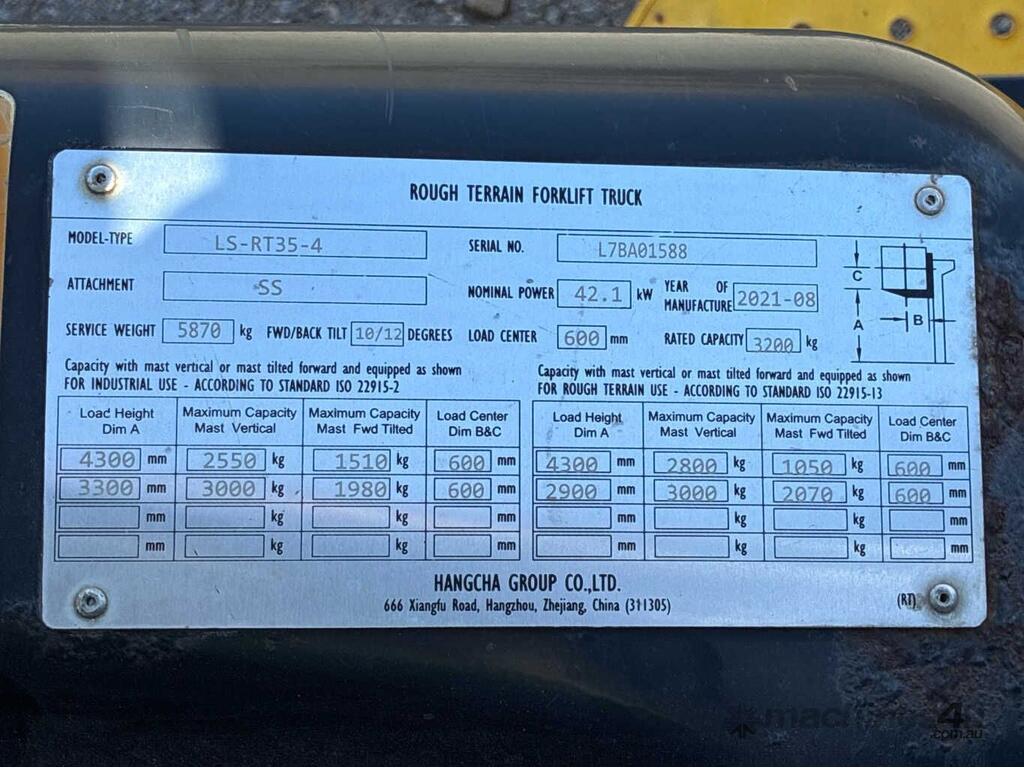 ROUGH TERRAIN FORKLIFT TRUCK
MODEL-TYPE LS-RT35-4 SERIAL NO. L7BA01588
ATTACHMENT SS NOMINAL POWER 42.1 kW YEAR OF MANUFACTURE 2021-08
SERVICE WEIGHT 5870 kg FWD/BACK TILT 10/12 DEGREES LOAD CENTER 600 mm RATED CAPACITY 3200 kg
C
A
B
Capacity with mast vertical or mast tilted forward and equipped as shown
FOR INDUSTRIAL USE - ACCORDING TO STANDARD ISO 22915-2
Load Height Dim A Maximum Capacity Mast Vertical Maximum Capacity Mast Fwd Tilted Load Center Dim B&C
4300 mm 2550 kg 1510 kg 600 mm
3300 mm 3000 kg 1980 kg 600 mm
mm kg kg mm
mm kg kg mm
Capacity with mast vertical or mast tilted forward and equipped as shown
FOR ROUGH TERRAIN USE - ACCORDING TO STANDARD ISO 22915-13
Load Height Dim A Maximum Capacity Mast Vertical Maximum Capacity Mast Fwd Tilted Load Center Dim B&C
4300 mm 2800 kg 1050 kg 600 mm
2900 mm 3000 kg 2070 kg 600 mm
mm kg kg mm
mm kg kg mm
HANGCHA GROUP CO.,LTD.
666 Xiangfu Road, Hangzhou, Zhejiang, China (311305)
(RT)
.com.au